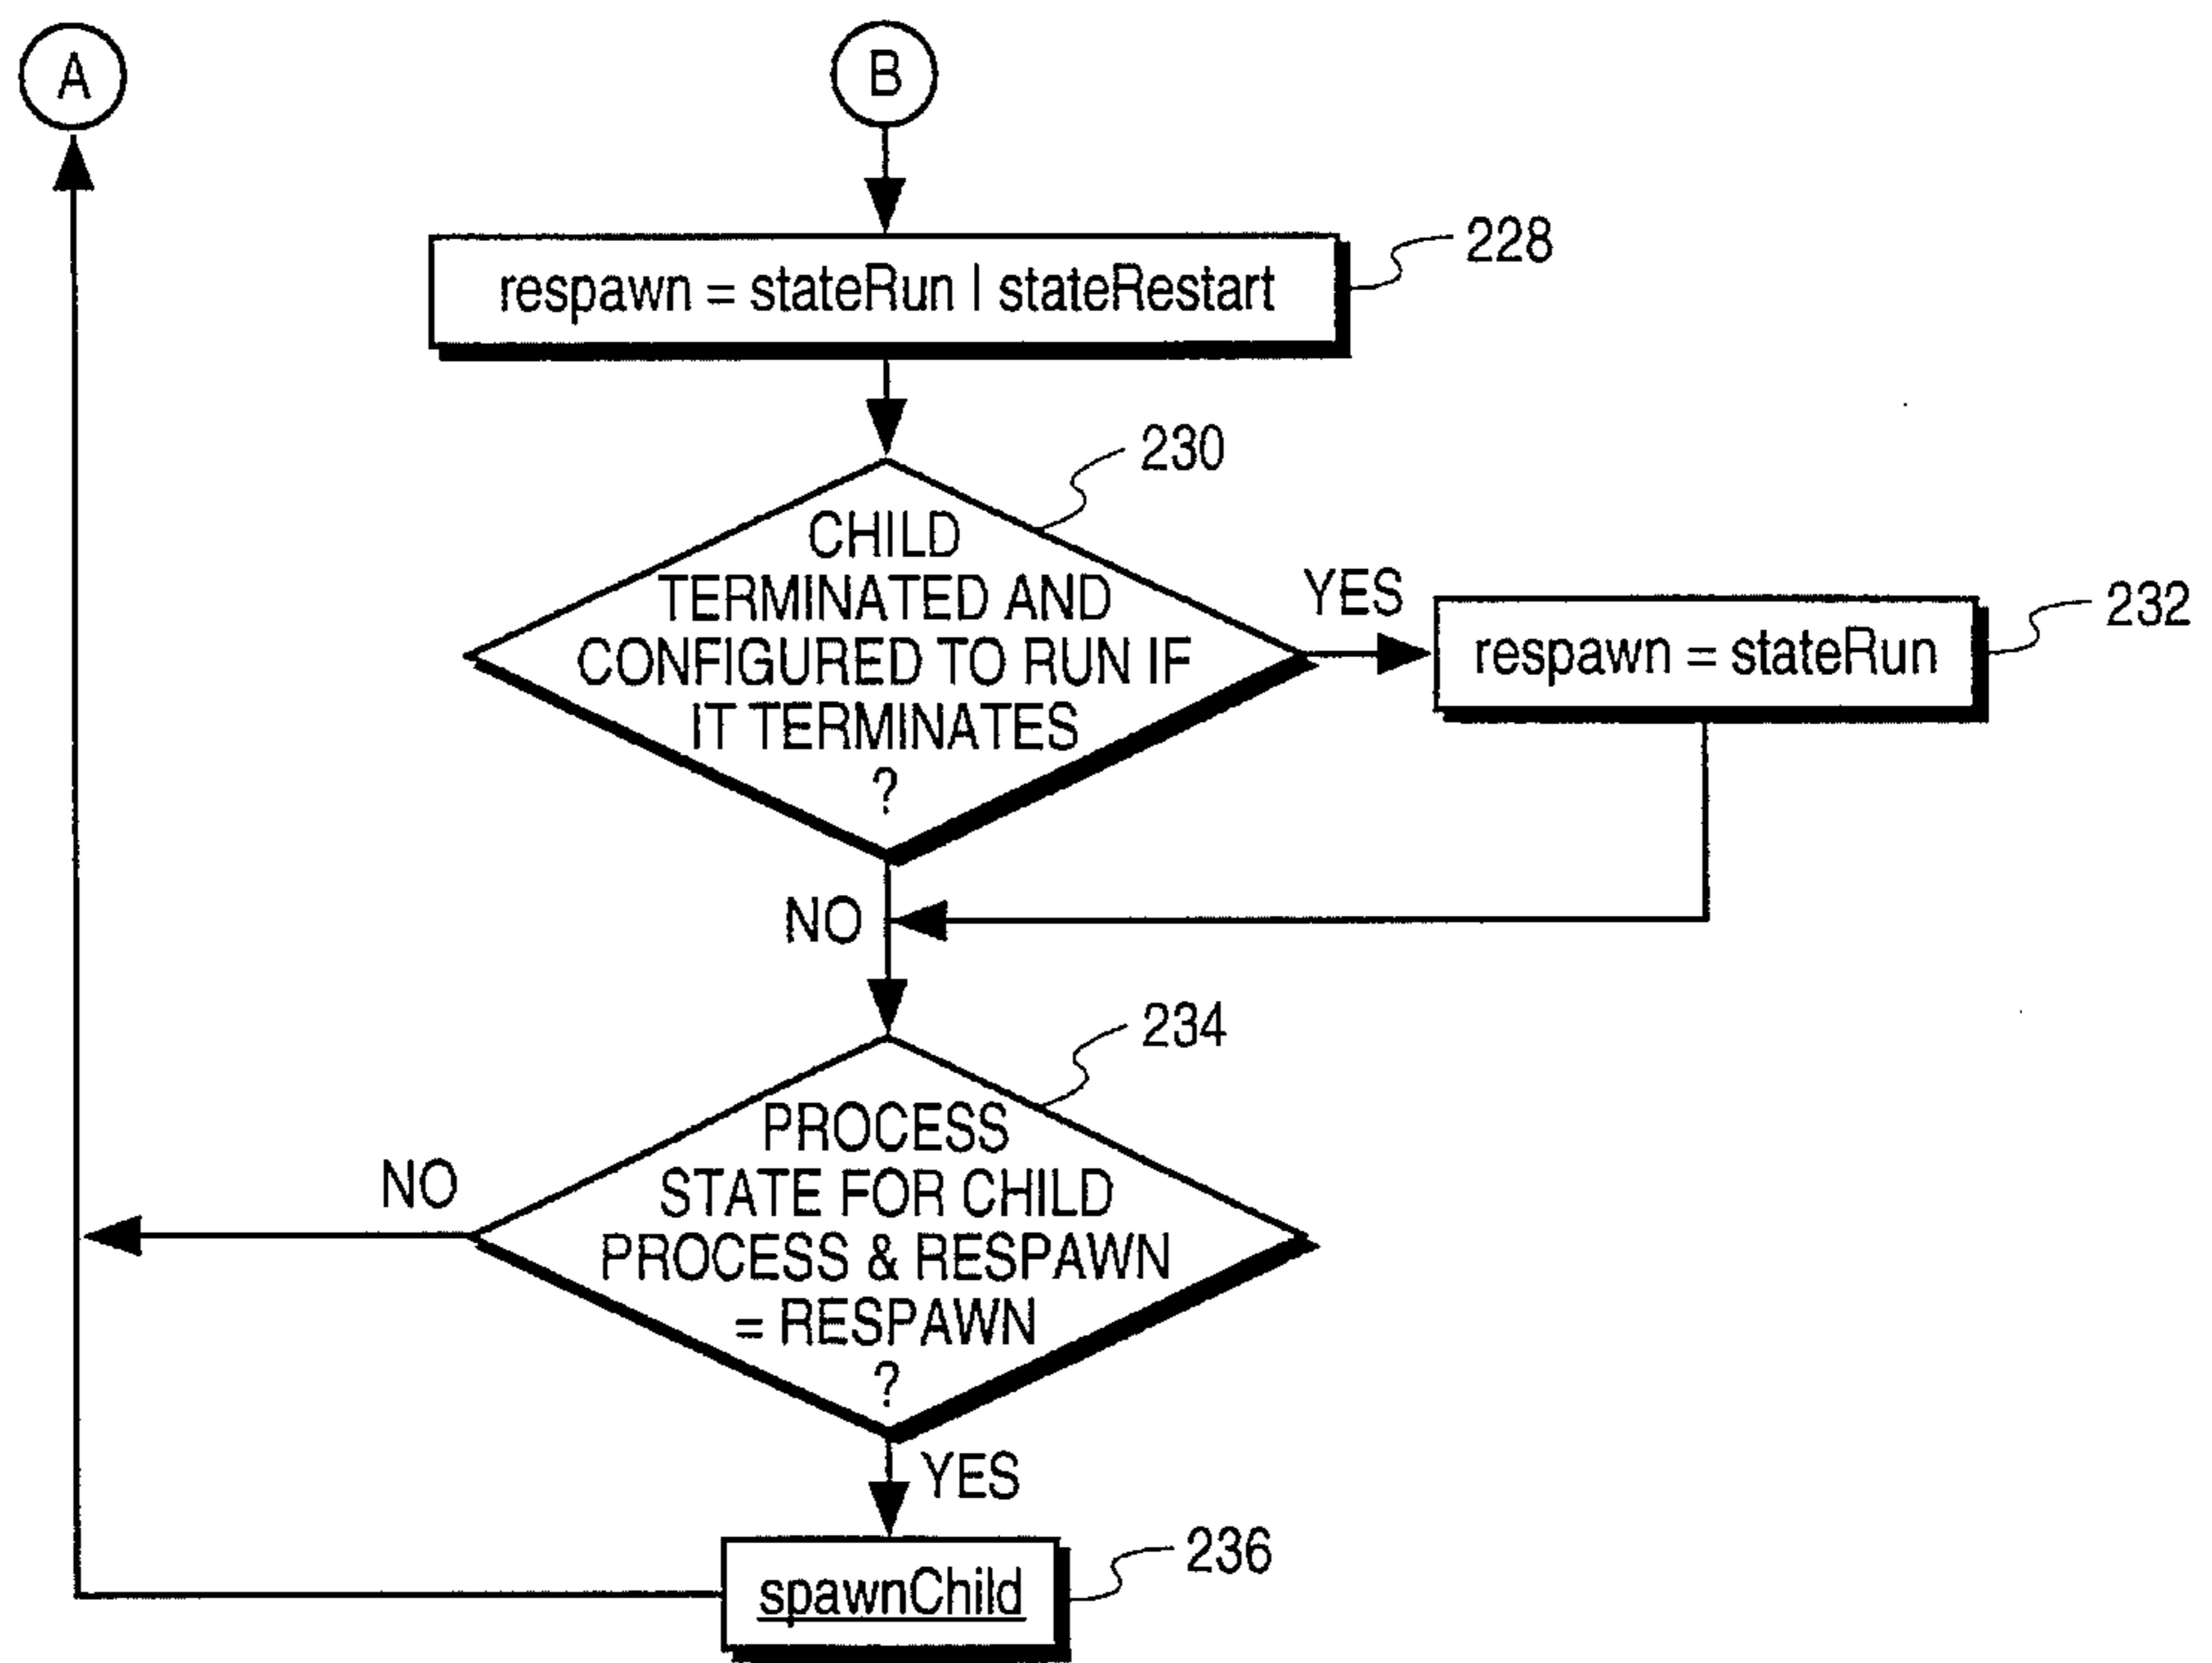 A
B
228
respawn = stateRun | stateRestart
230
CHILD
TERMINATED AND
CONFIGURED TO RUN IF
IT TERMINATES
?
YES
232
respawn = stateRun
NO
234
PROCESS
STATE FOR CHILD
PROCESS & RESPAWN
= RESPAWN
?
NO
YES
236
spawnChild